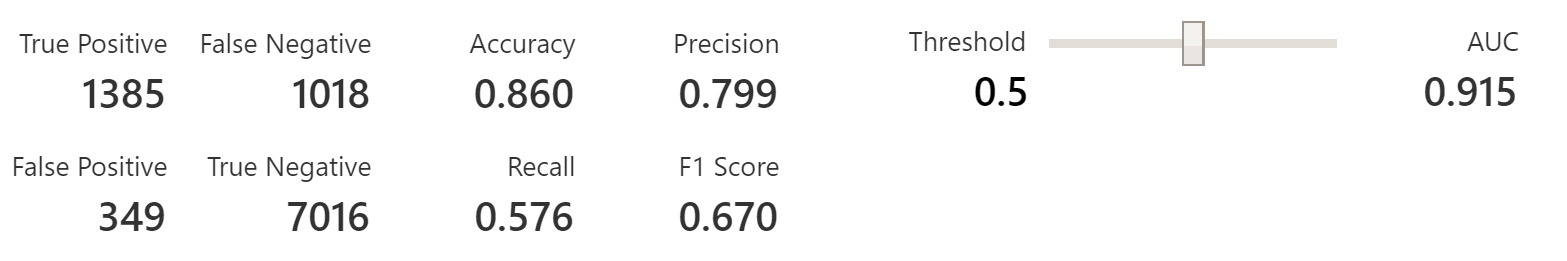 True Positive False Negative Accuracy Precision Threshold AUC
1385 1018 0.860 0.799 0.5 0.915
False Positive True Negative Recall F1 Score
349 7016 0.576 0.670